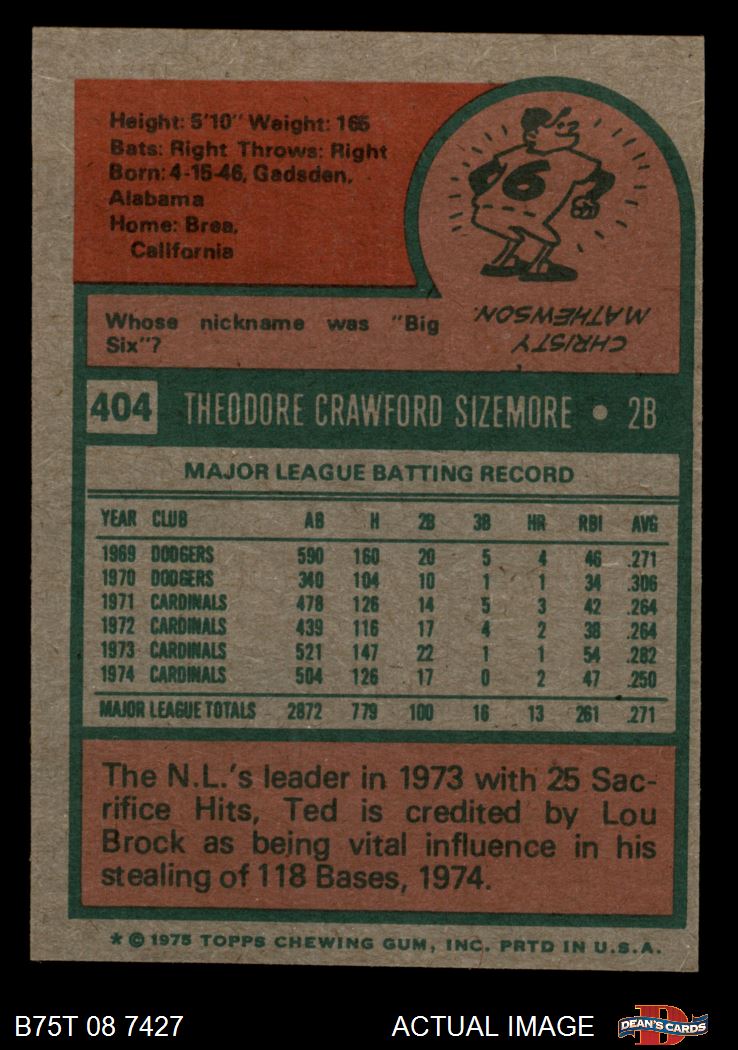 Height: 5'10" Weight: 165
Bats: Right Throws: Right
Born: 4-15-46, Gadsden,
Alabama
Home: Brea,
California
6
Whose nickname was "Big
Six"?
CHRISTY
MATHEWSON.
404 THEODORE CRAWFORD SIZEMORE • 2B
MAJOR LEAGUE BATTING RECORD
YEAR CLUB AB H 2B 3B HR RBI AVG
1969 DODGERS 590 160 20 5 4 46 .271
1970 DODGERS 340 104 10 1 1 34 .306
1971 CARDINALS 478 126 14 5 3 42 .264
1972 CARDINALS 439 116 17 4 2 38 .264
1973 CARDINALS 521 147 22 1 1 54 .282
1974 CARDINALS 504 126 17 0 2 47 .250
MAJOR LEAGUE TOTALS 2872 779 100 16 13 261 .271
The N.L.'s leader in 1973 with 25 Sac-
rifice Hits, Ted is credited by Lou
Brock as being vital influence in his
stealing of 118 Bases, 1974.
* © 1975 TOPPS CHEWING GUM, INC. PRTD IN U.S.A.
B75T 08 7427 ACTUAL IMAGE D DEAN'S CARDS